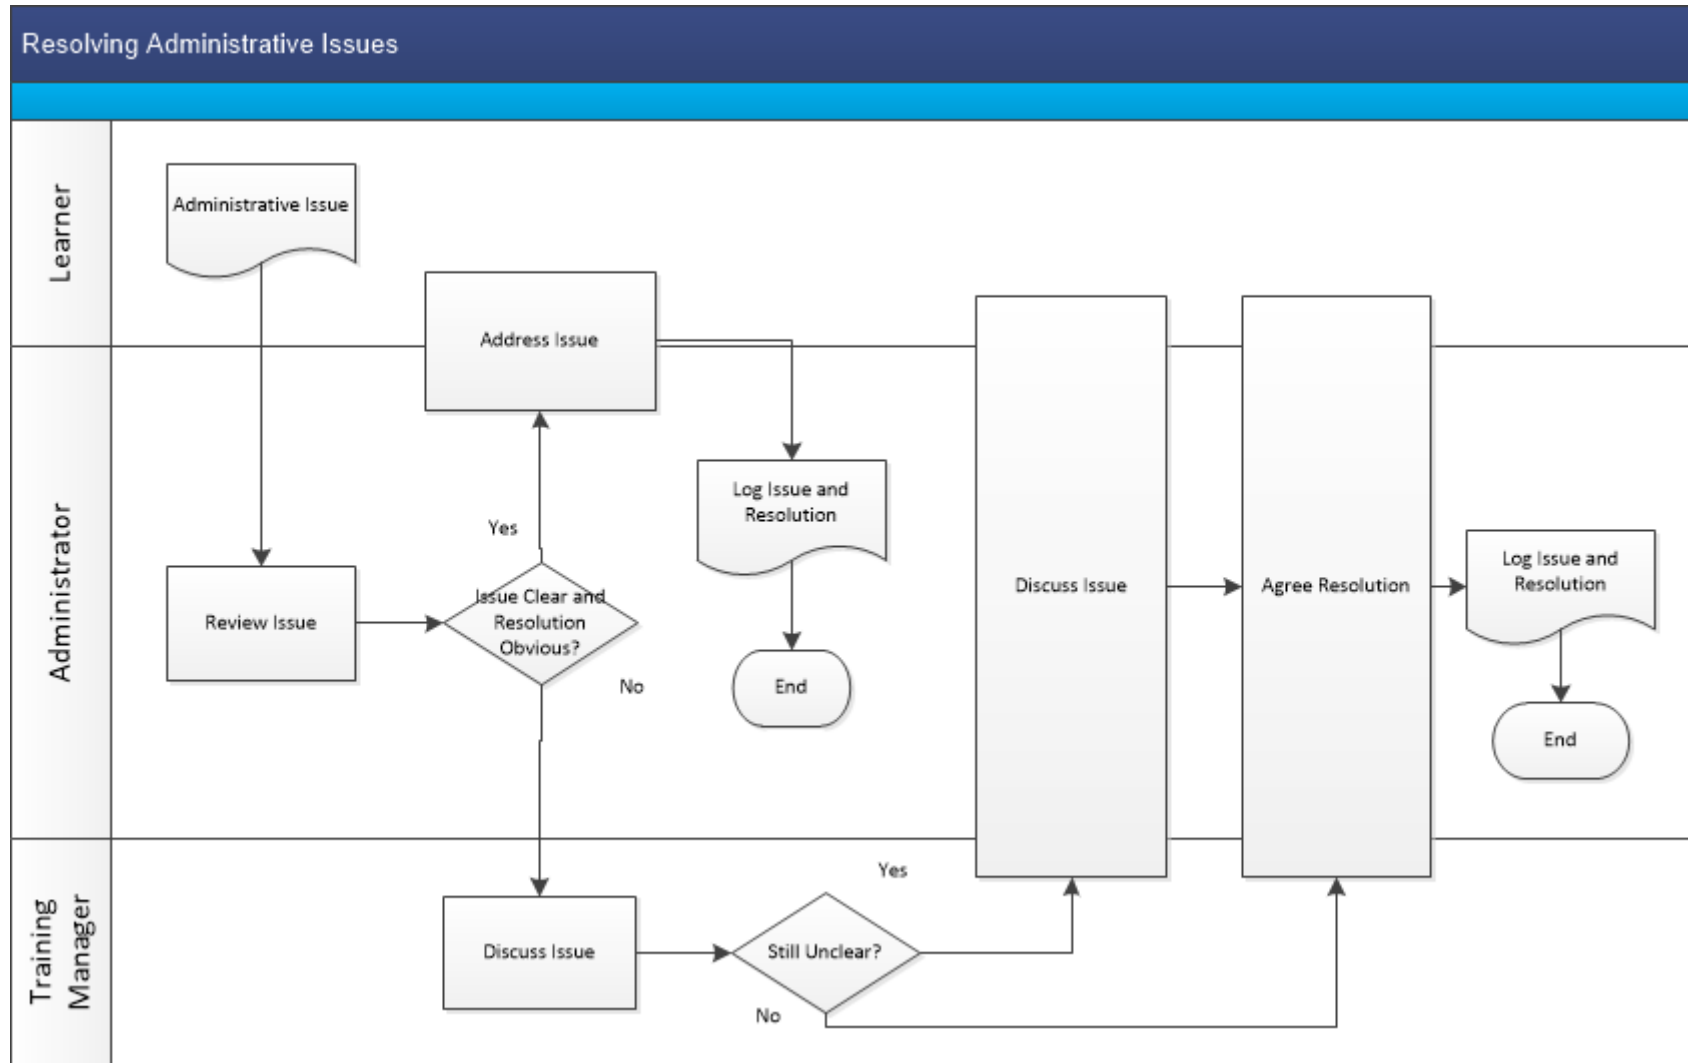 Resolving Administrative Issues
Learner
Administrative Issue
Address Issue
Administrator
Review Issue
Yes
Issue Clear and
Resolution
Obvious?
No
Log Issue and
Resolution
End
Discuss Issue
Agree Resolution
Log Issue and
Resolution
End
Training
Manager
Discuss Issue
Still Unclear?
Yes
No